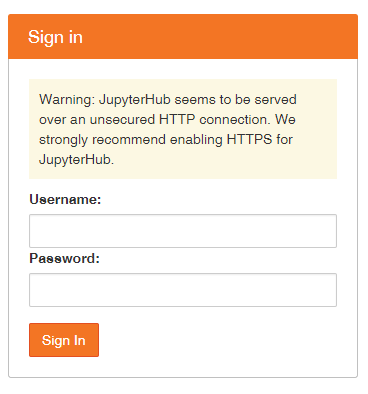 Sign in
Warning: JupyterHub seems to be served
over an unsecured HTTP connection. We
strongly recommend enabling HTTPS for
JupyterHub.
Username:
Password:
Sign In